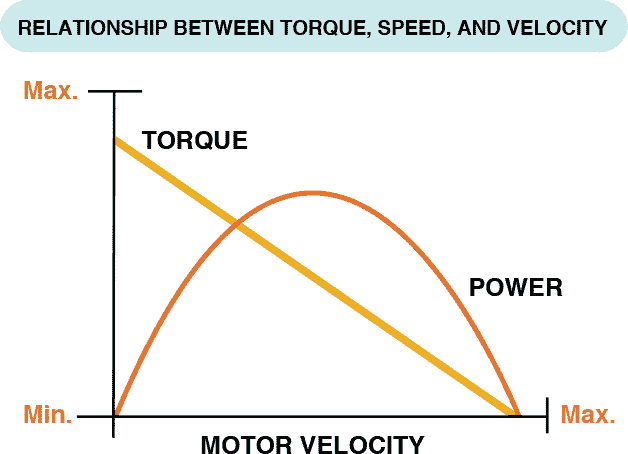 RELATIONSHIP BETWEEN TORQUE, SPEED, AND VELOCITY
Max.
TORQUE
POWER
Min.
Max.
MOTOR VELOCITY